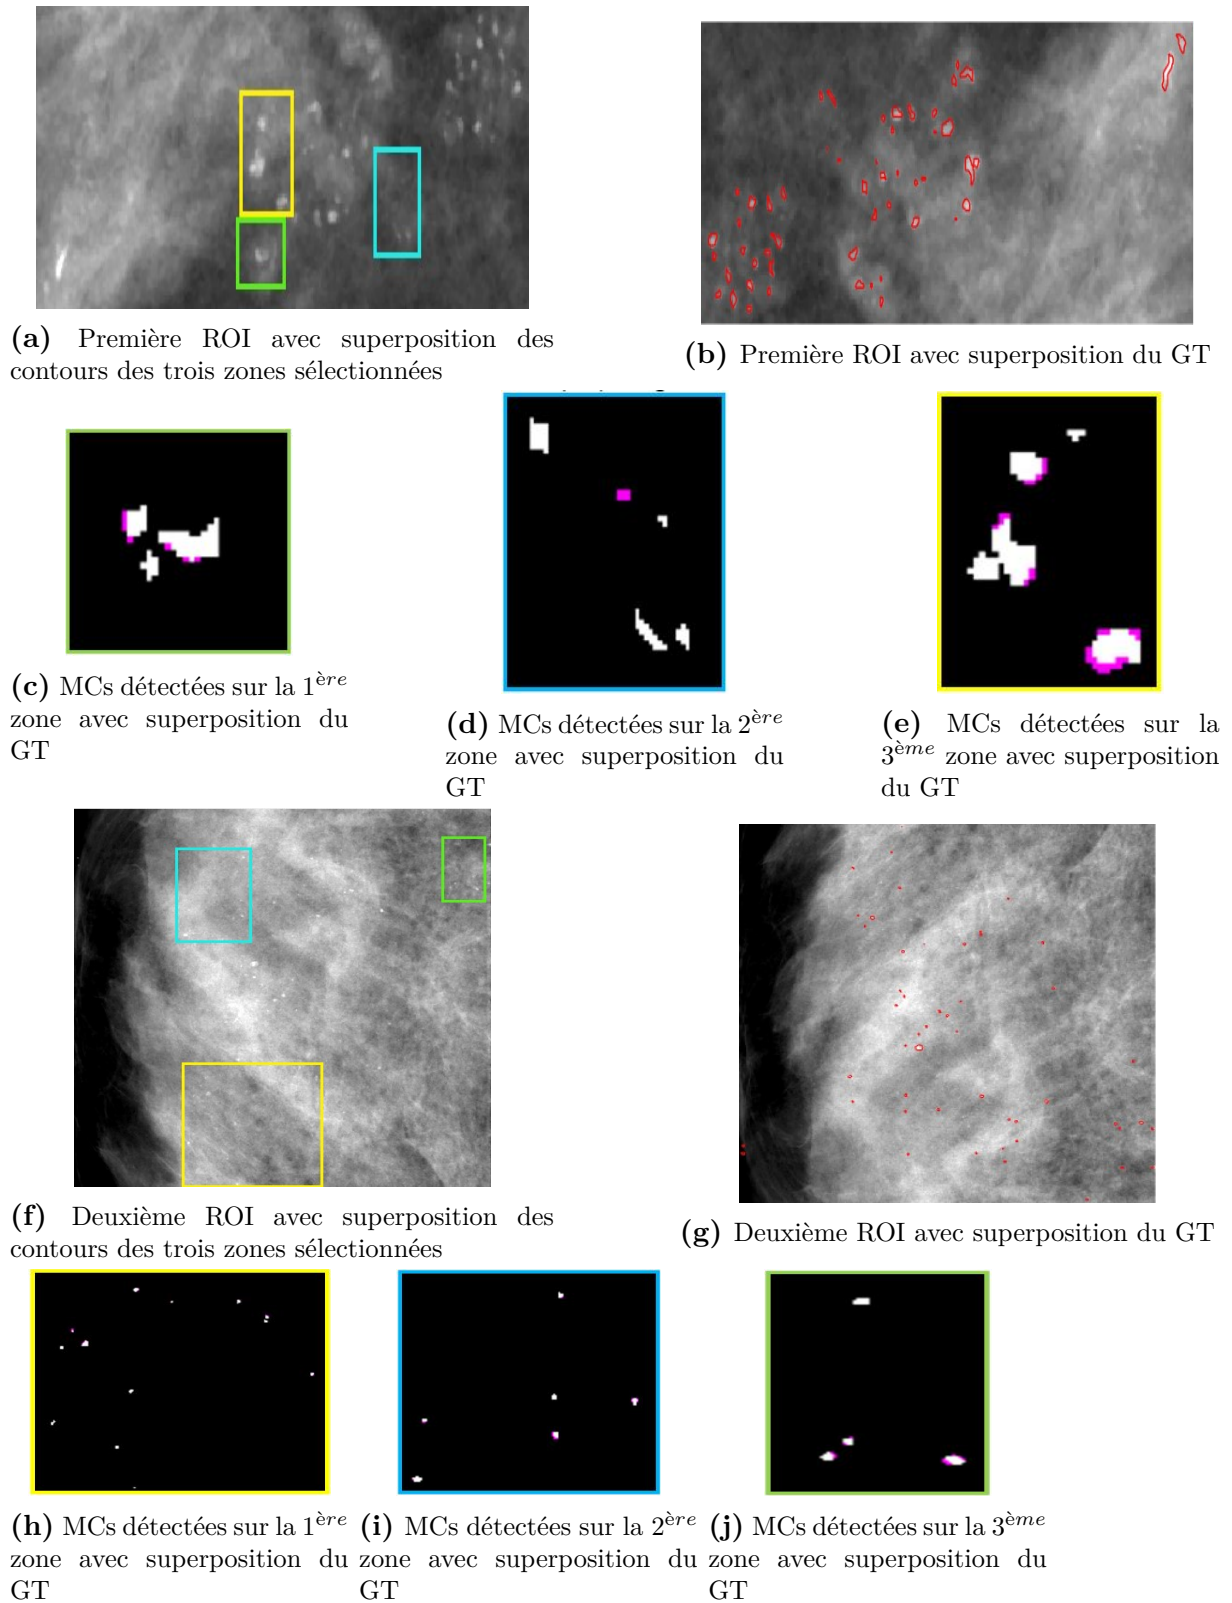 (a) Première ROI avec superposition des
contours des trois zones sélectionnées
(b) Première ROI avec superposition du GT
(c) MCs détectées sur la 1ère
zone avec superposition du
GT
(d) MCs détectées sur la 2ère
zone avec superposition du
GT
(e) MCs détectées sur la
3ème zone avec superposition
du GT
(f) Deuxième ROI avec superposition des
contours des trois zones sélectionnées
(g) Deuxième ROI avec superposition du GT
(h) MCs détectées sur la 1ère
zone avec superposition du
GT
(i) MCs détectées sur la 2ère
zone avec superposition du
GT
(j) MCs détectées sur la 3ème
zone avec superposition du
GT